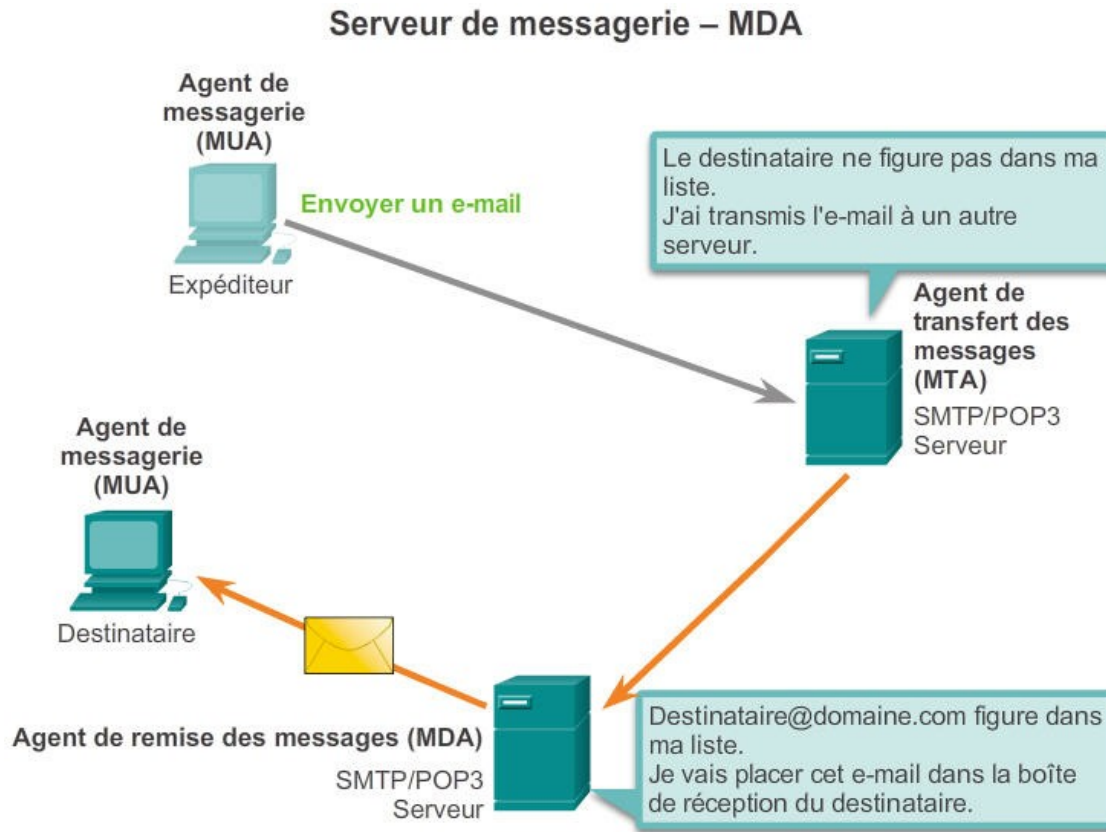 Serveur de messagerie – MDA
Agent de
messagerie
(MUA)
Envoyer un e-mail
Expéditeur
Le destinataire ne figure pas dans ma
liste.
J'ai transmis l'e-mail à un autre
serveur.
Agent de
transfert des
messages
(MTA)
SMTP/POP3
Serveur
Agent de
messagerie
(MUA)
Destinataire
Agent de remise des messages (MDA)
SMTP/POP3
Serveur
Destinataire@domaine.com figure dans
ma liste.
Je vais placer cet e-mail dans la boîte
de réception du destinataire.